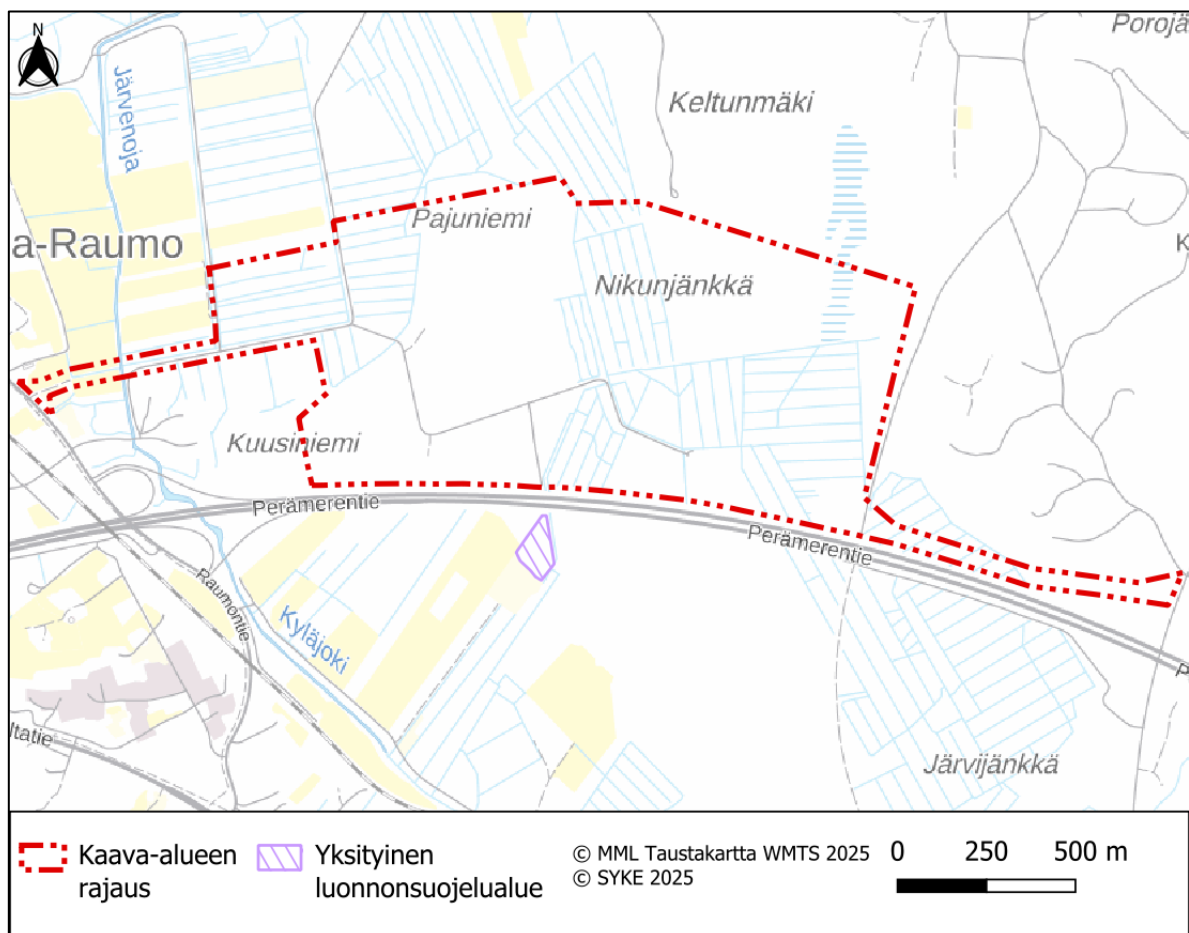 N
Järvenoja
Porojä
Keltunmäki
Pajuniemi
a-Raumo
K
Nikunjänkkä
Kuusiniemi
Perämerentie
Perämerentie
Raumontie
Kyläjoki
P
ltatie
Järvijänkkä
Kaava-alueen
rajaus
Yksityinen
luonnonsuojelualue
© MML Taustakartta WMTS 2025
© SYKE 2025
0 250 500 m